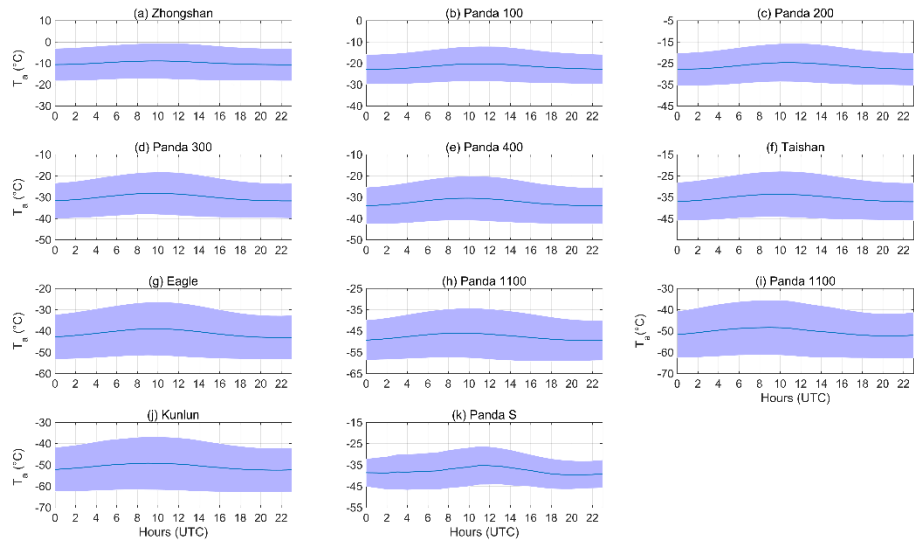 (a) Zhongshan
(b) Panda 100
(c) Panda 200
10
0
-10
-20
-30
T_a (°C)
0 2 4 6 8 10 12 14 16 18 20 22
0
-10
-20
-30
-40
0 2 4 6 8 10 12 14 16 18 20 22
-5
-15
-25
-35
-45
0 2 4 6 8 10 12 14 16 18 20 22
(d) Panda 300
(e) Panda 400
(f) Taishan
-10
-20
-30
-40
-50
T_a (°C)
0 2 4 6 8 10 12 14 16 18 20 22
-10
-20
-30
-40
-50
0 2 4 6 8 10 12 14 16 18 20 22
-15
-25
-35
-45
0 2 4 6 8 10 12 14 16 18 20 22
(g) Eagle
(h) Panda 1100
(i) Panda 1100
-20
-30
-40
-50
-60
T_a (°C)
0 2 4 6 8 10 12 14 16 18 20 22
-25
-35
-45
-55
-65
0 2 4 6 8 10 12 14 16 18 20 22
-30
-40
-50
-60
-70
T_a (°C)
0 2 4 6 8 10 12 14 16 18 20 22
Hours (UTC)
(j) Kunlun
(k) Panda S
-30
-40
-50
-60
-70
T_a (°C)
0 2 4 6 8 10 12 14 16 18 20 22
Hours (UTC)
-15
-25
-35
-45
-55
0 2 4 6 8 10 12 14 16 18 20 22
Hours (UTC)